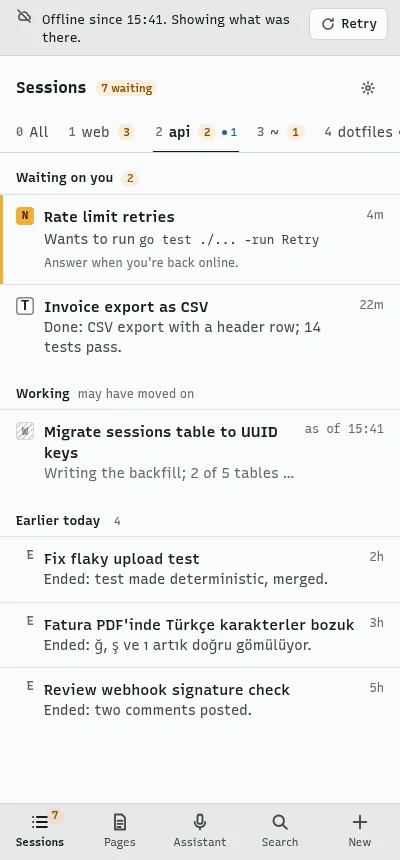 Offline since 15:41. Showing what was
there.
Retry
Sessions 7 waiting
0 All 1 web 3 2 api 2 1 3 ~ 1 4 dotfiles
Waiting on you 2
N Rate limit retries 4m
Wants to run go test ./... -run Retry
Answer when you're back online.
T Invoice export as CSV 22m
Done: CSV export with a header row; 14
tests pass.
Working may have moved on
W Migrate sessions table to UUID as of 15:41
keys
Writing the backfill; 2 of 5 tables ...
Earlier today 4
E Fix flaky upload test 2h
Ended: test made deterministic, merged.
E Fatura PDF'inde Türkçe karakterler bozuk 3h
Ended: ğ, ş ve ı artık doğru gömülüyor.
E Review webhook signature check 5h
Ended: two comments posted.
7
Sessions Pages Assistant Search New